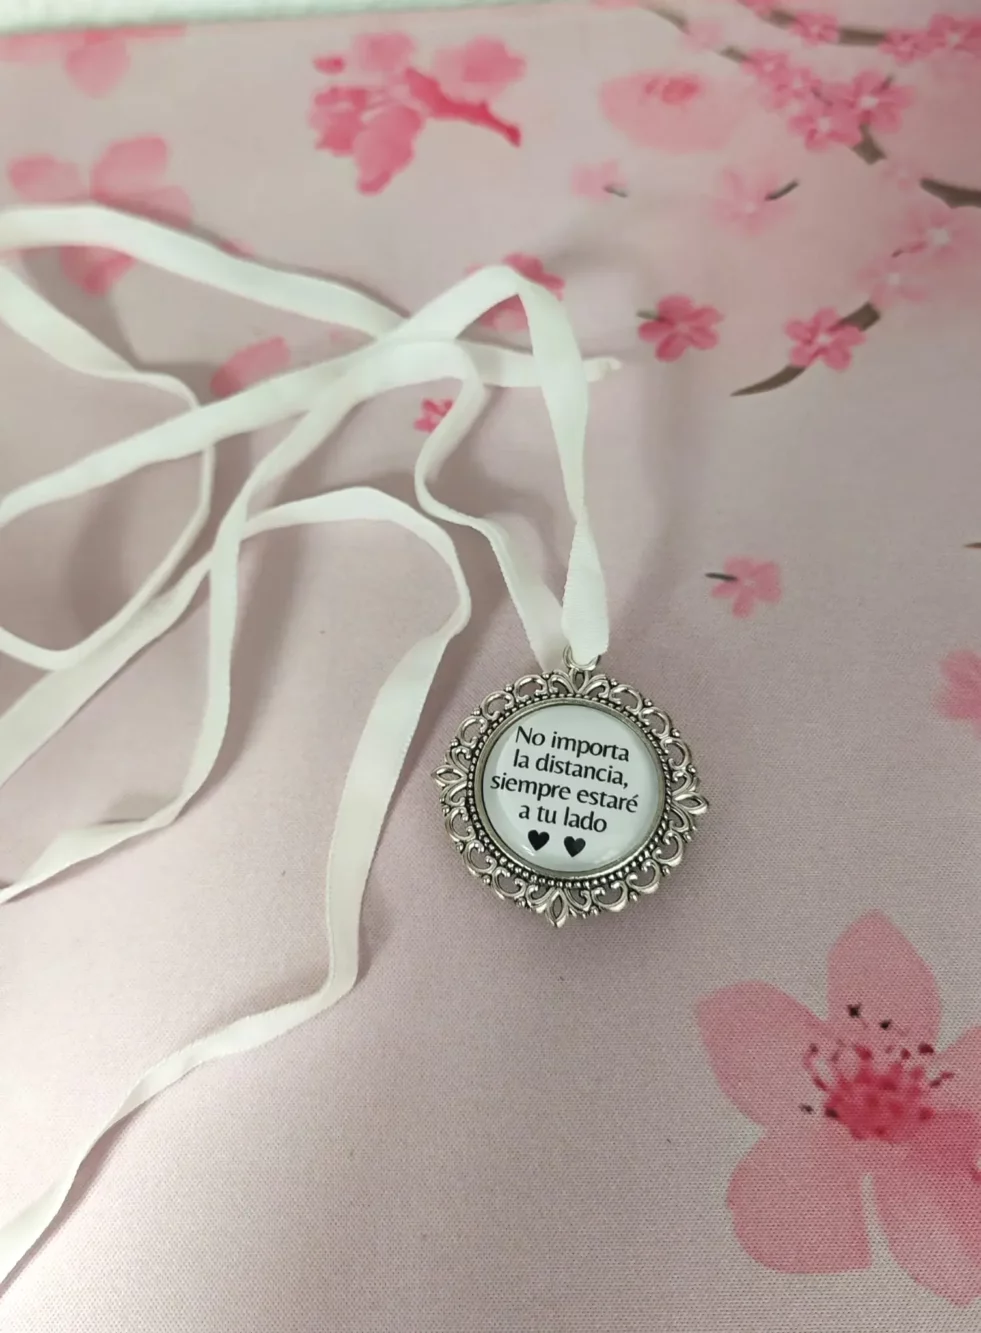 No importa
la distancia,
siempre estaré
a tu lado